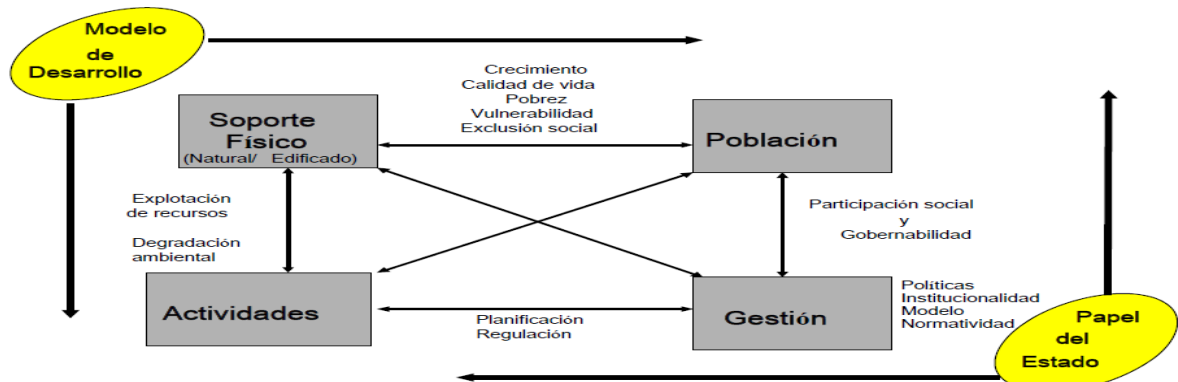 Modelo
de
Desarrollo
Crecimiento
Calidad de vida
Pobrez
Vulnerabilidad
Exclusión social
Soporte
Físico
(Natural/ Edificado)
Población
Explotación
de recursos
Degradación
ambiental
Participación social
y
Gobernabilidad
Actividades
Planificación
Regulación
Gestión
Políticas
Institucionalidad
Modelo
Normatividad
Papel
del
Estado